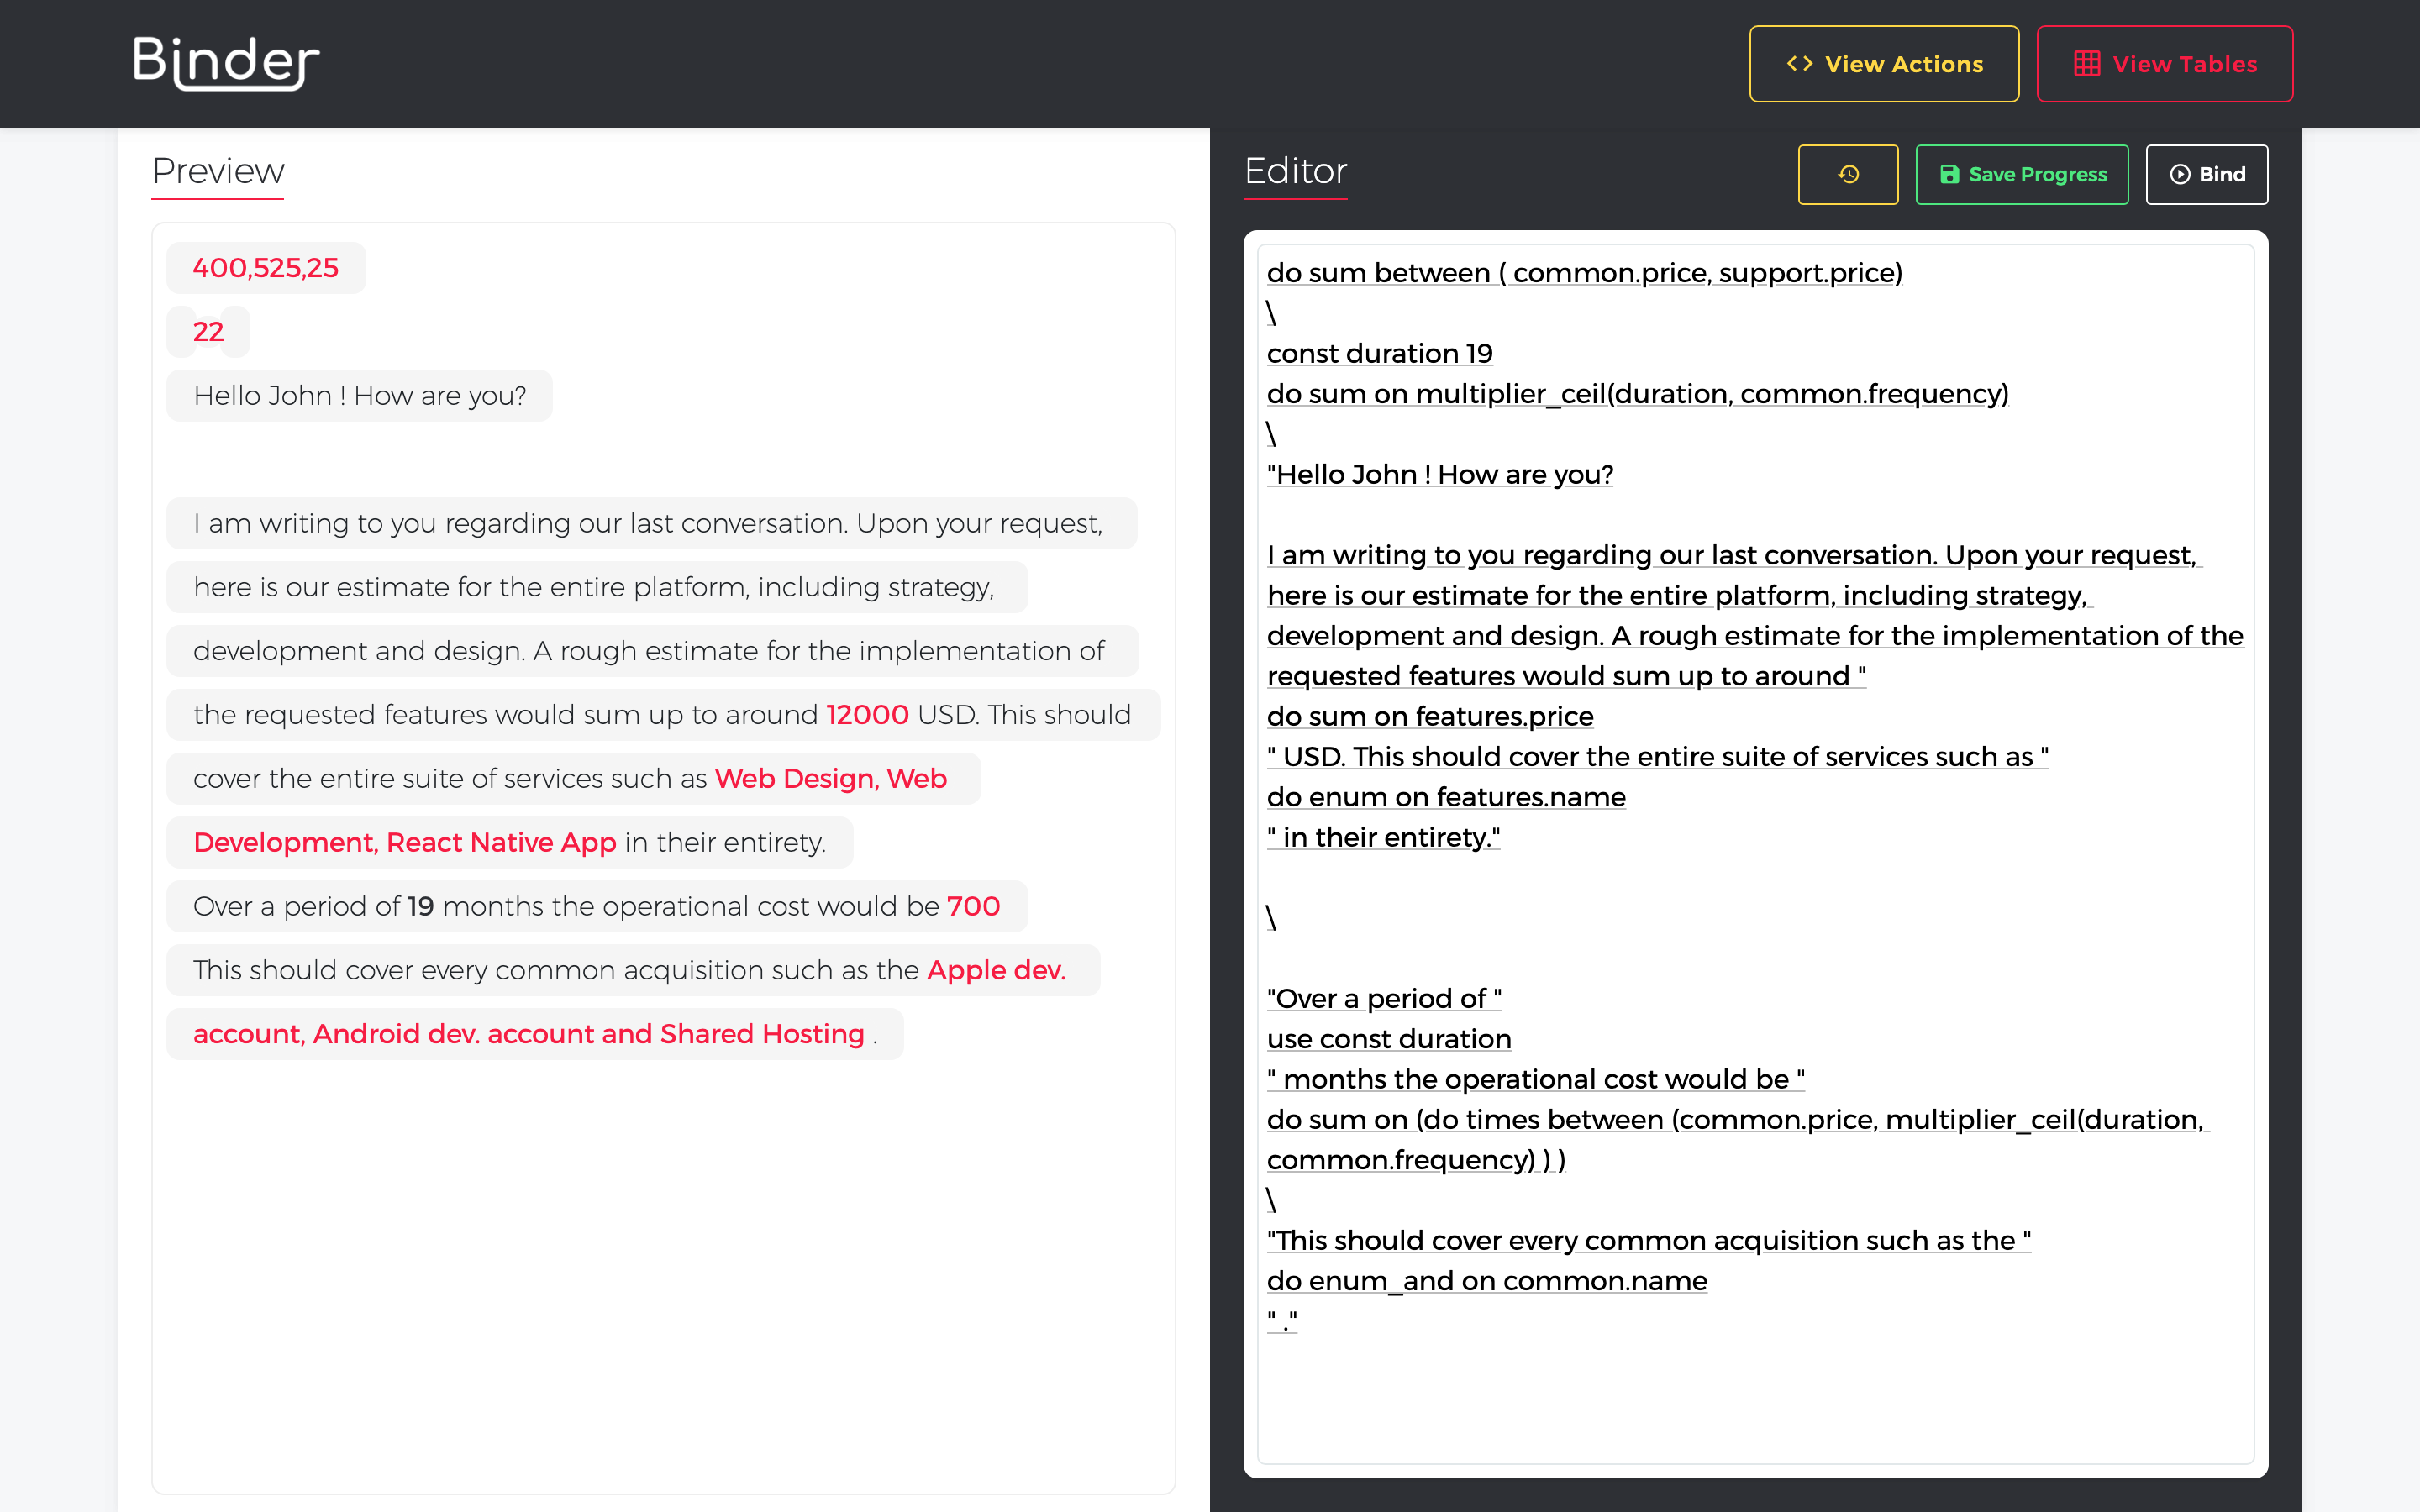 Binder
View Actions
View Tables
Preview
400,525,25
22
Hello John ! How are you?
I am writing to you regarding our last conversation. Upon your request,
here is our estimate for the entire platform, including strategy,
development and design. A rough estimate for the implementation of
the requested features would sum up to around 12000 USD. This should
cover the entire suite of services such as Web Design, Web
Development, React Native App in their entirety.
Over a period of 19 months the operational cost would be 700
This should cover every common acquisition such as the Apple dev.
account, Android dev. account and Shared Hosting .
Editor
Save Progress
Bind
do sum between ( common.price, support.price)
\
const duration 19
do sum on multiplier_ceil(duration, common.frequency)
\
"Hello John ! How are you?
I am writing to you regarding our last conversation. Upon your request,
here is our estimate for the entire platform, including strategy,
development and design. A rough estimate for the implementation of the
requested features would sum up to around "
do sum on features.price
" USD. This should cover the entire suite of services such as "
do enum on features.name
" in their entirety."
\
"Over a period of "
use const duration
" months the operational cost would be "
do sum on (do times between (common.price, multiplier_ceil(duration,
common.frequency) ) )
\
"This should cover every common acquisition such as the "
do enum_and on common.name
" ."